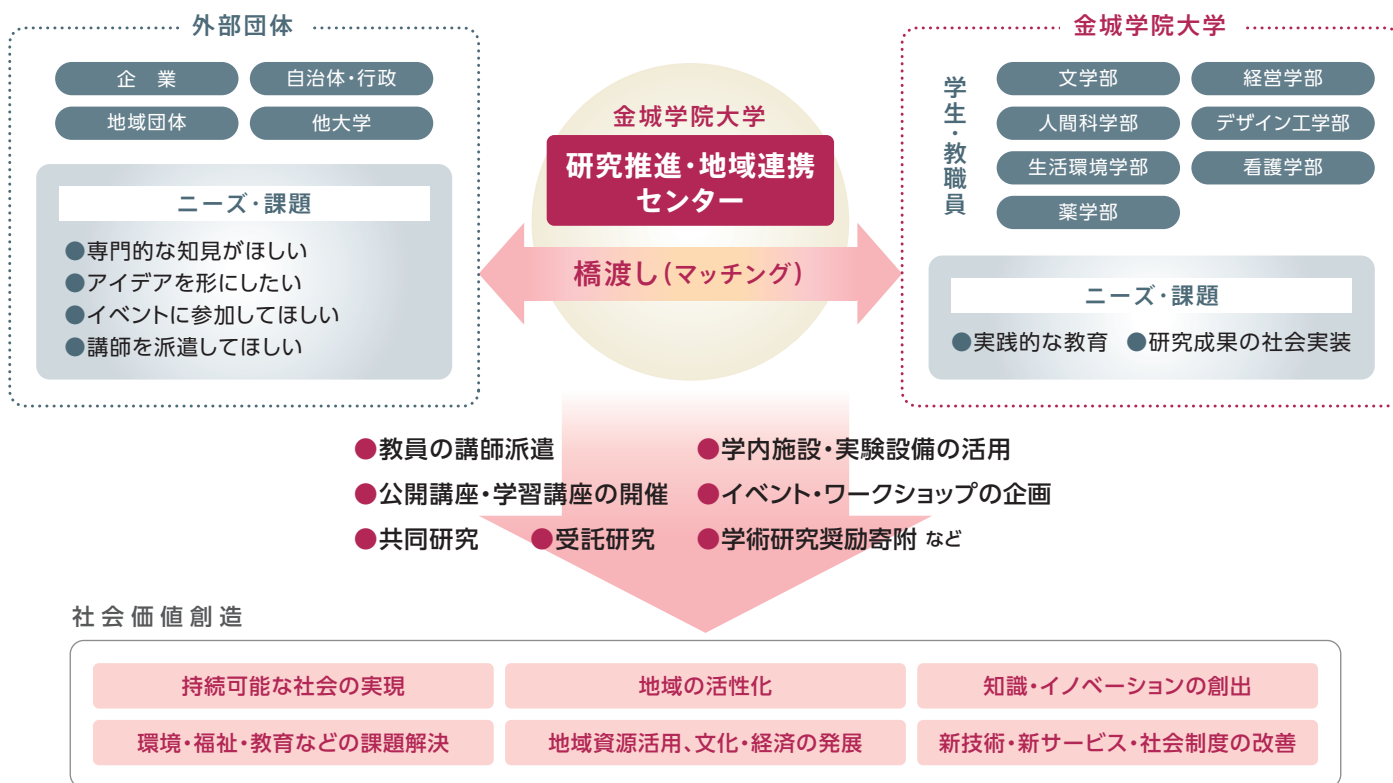 外部団体
企 業
自治体・行政
地域団体
他大学
ニーズ・課題
●専門的な知見がほしい
●アイデアを形にしたい
●イベントに参加してほしい
●講師を派遣してほしい
金城学院大学
研究推進・地域連携
センター
橋渡し(マッチング)
金城学院大学
学生・教職員
文学部
経営学部
人間科学部
デザイン工学部
生活環境学部
看護学部
薬学部
ニーズ・課題
●実践的な教育 ●研究成果の社会実装
●教員の講師派遣 ●学内施設・実験設備の活用
●公開講座・学習講座の開催 ●イベント・ワークショップの企画
●共同研究 ●受託研究 ●学術研究奨励寄附 など
社会価値創造
持続可能な社会の実現
地域の活性化
知識・イノベーションの創出
環境・福祉・教育などの課題解決
地域資源活用、文化・経済の発展
新技術・新サービス・社会制度の改善